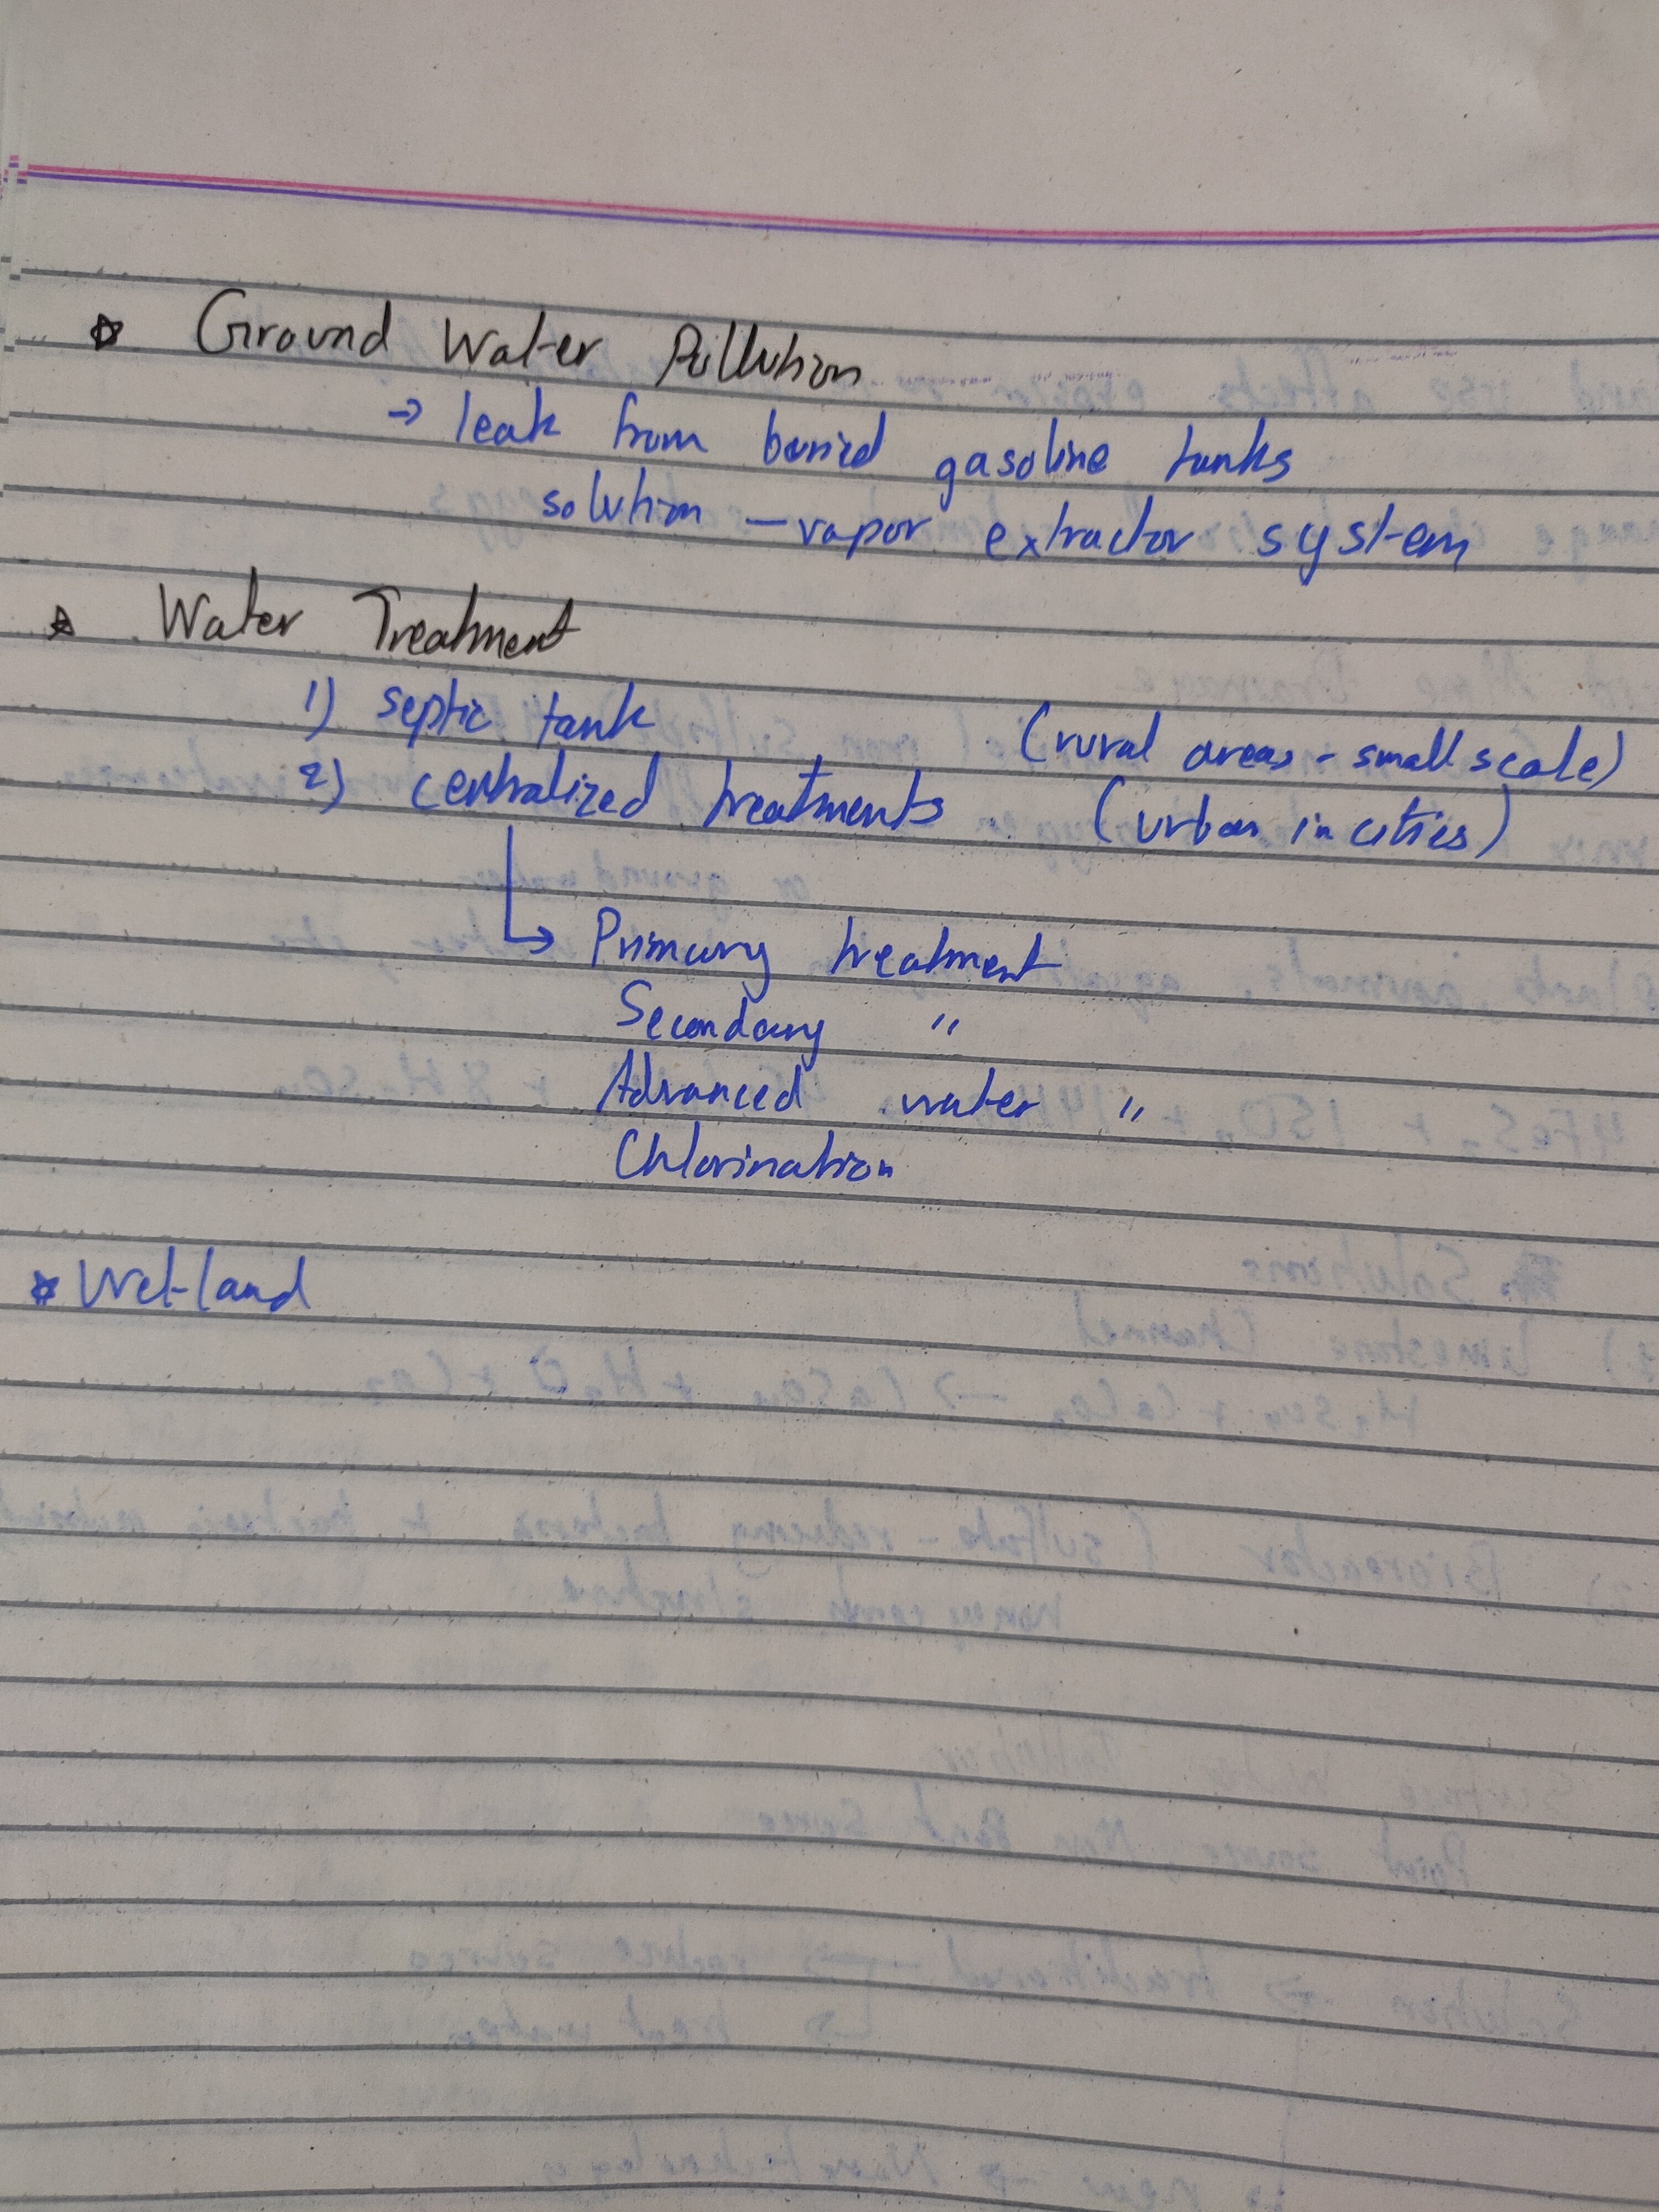 ☆ Ground Water Pollution
→ leak from buried gasoline tanks
solution — vapor extractor system
☆ Water Treatment
1) septic tank (rural areas - small scale)
2) centralized treatments (urban in cities)
↳ Primary treatment
Secondary "
Advanced water "
Chlorination
☆ Wet-land